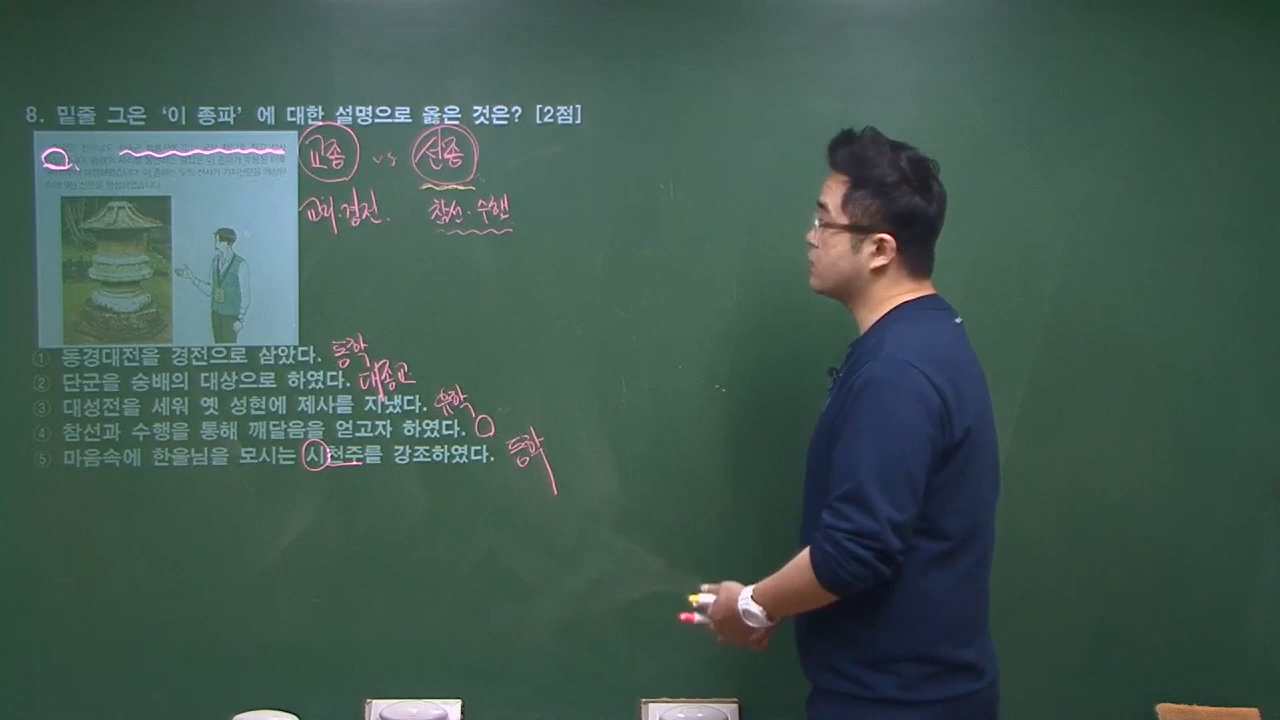 8. 밑줄 그은 ‘이 종파’ 에 대한 설명으로 옳은 것은? [2점]
교종 vs 선종
교리·경전 참선·수행
① 동경대전을 경전으로 삼았다. 동학
② 단군을 숭배의 대상으로 하였다. 대종교
③ 대성전을 세워 옛 성현에 제사를 지냈다. 유학
④ 참선과 수행을 통해 깨달음을 얻고자 하였다.
⑤ 마음속에 한울님을 모시는 시천주를 강조하였다. 동학